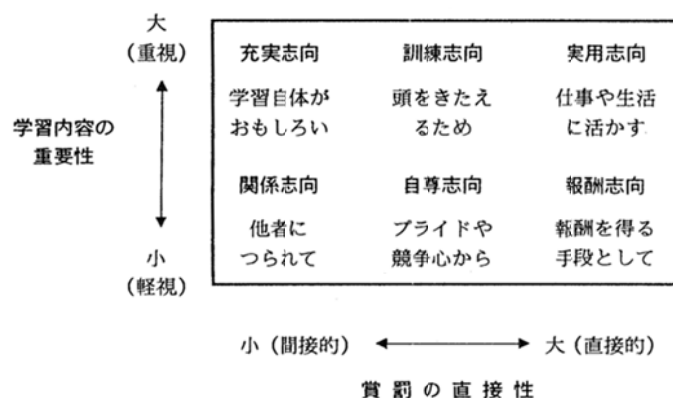 大
(重視)
学習内容の
重要性
小
(軽視)
充実志向 訓練志向 実用志向
学習自体が 頭をきたえ 仕事や生活
おもしろい るため に活かす
関係志向 自尊志向 報酬志向
他者に プライドや 報酬を得る
つられて 競争心から 手段として
小(間接的) 大(直接的)
賞罰の直接性